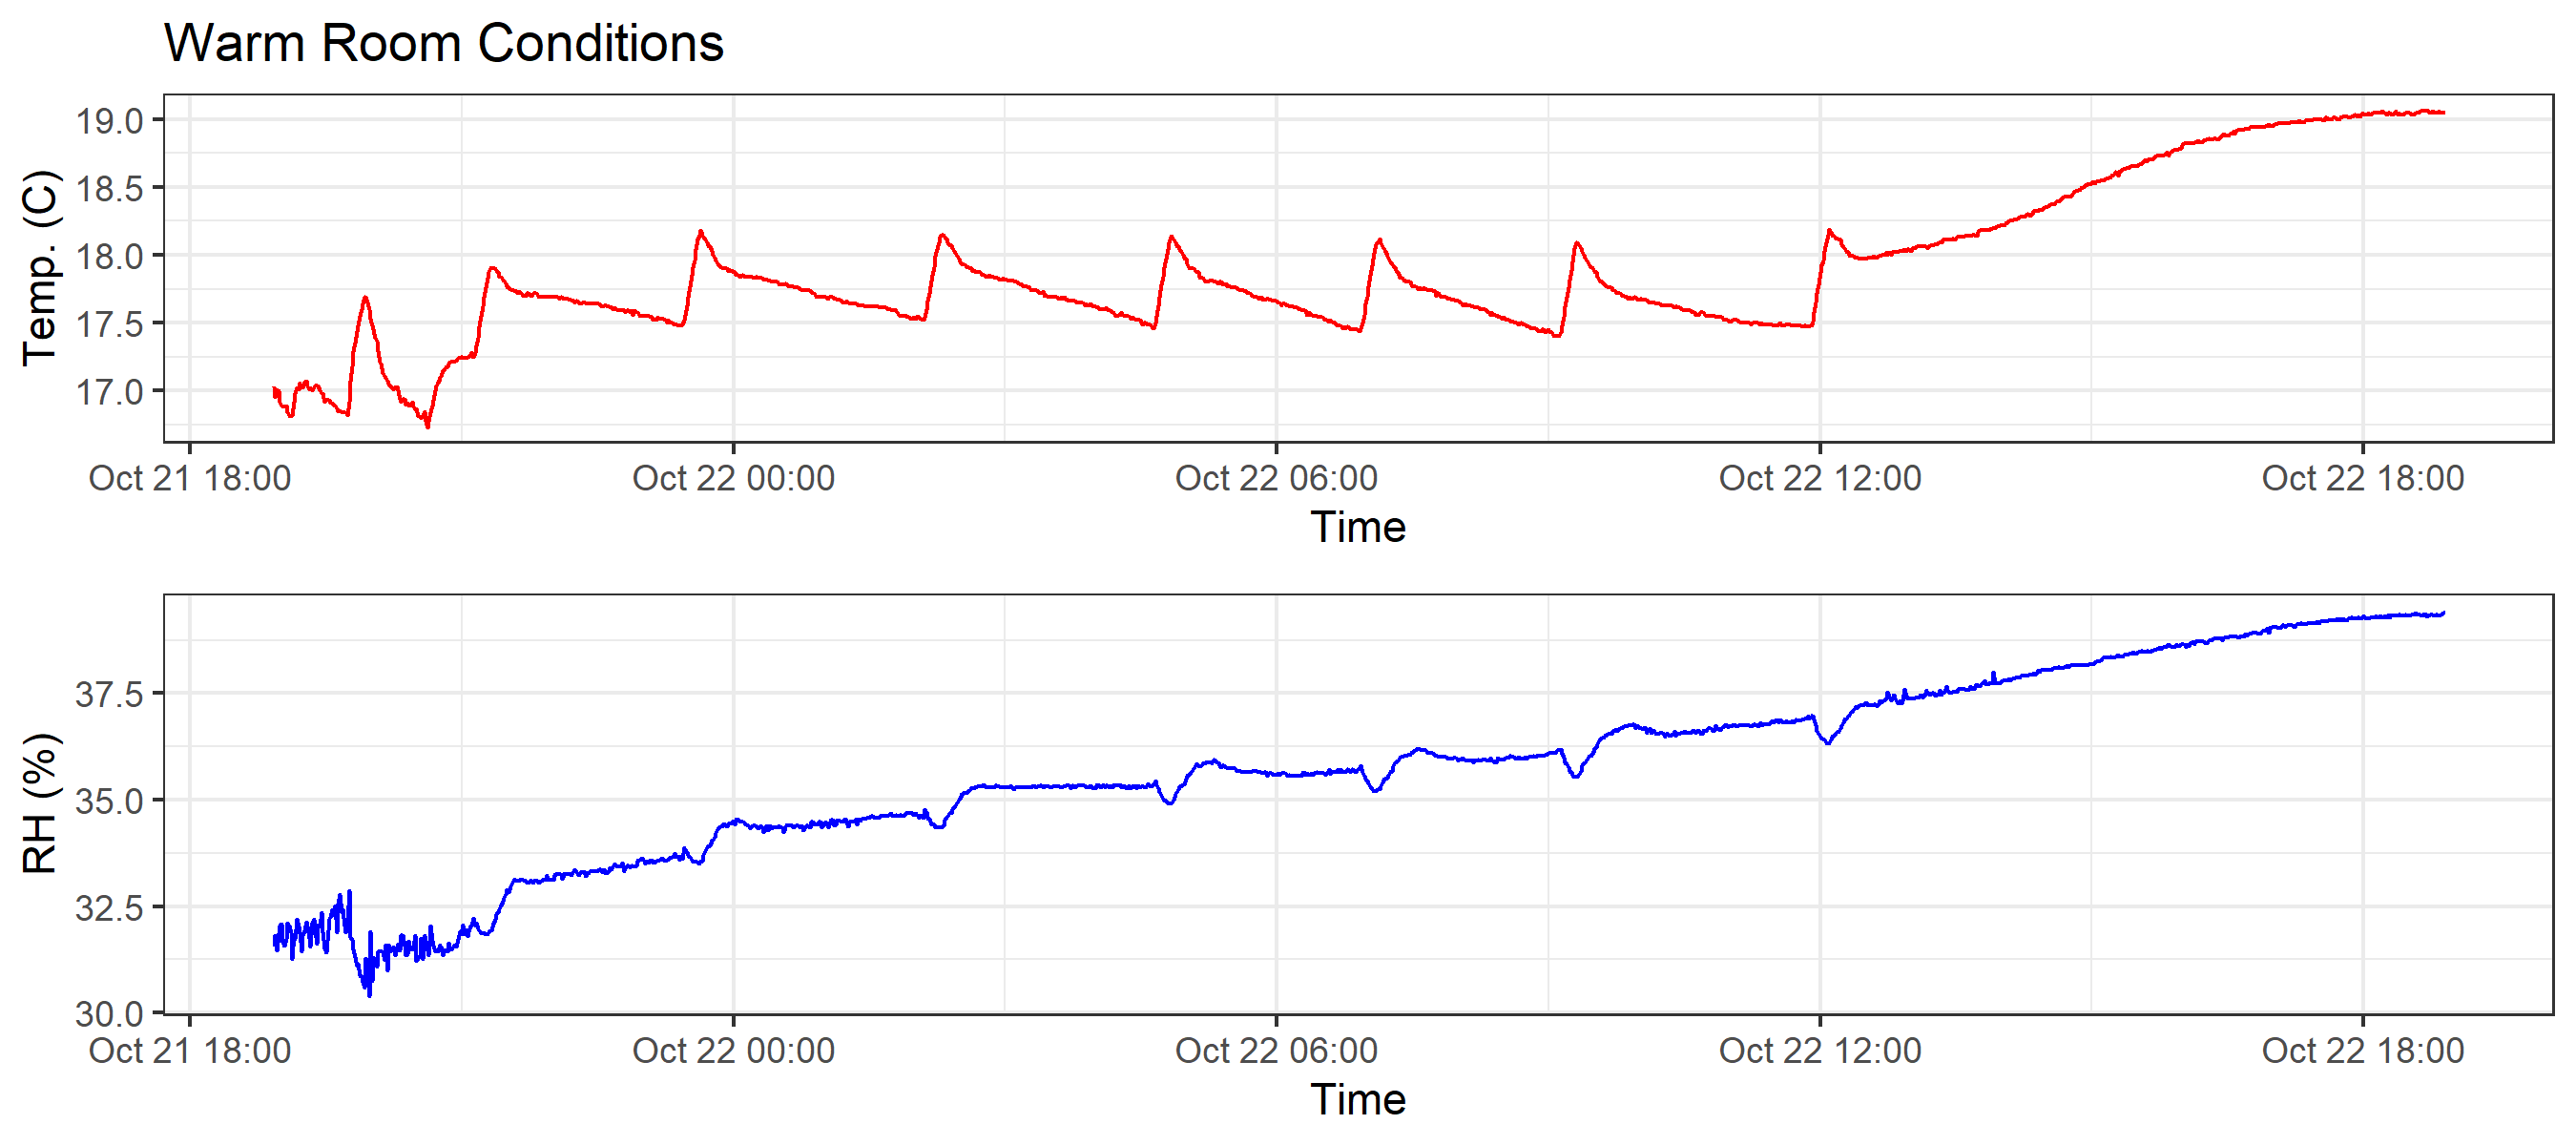 Warm Room Conditions
19.0
18.5
18.0
17.5
17.0
Temp. (C)
Oct 21 18:00 Oct 22 00:00 Oct 22 06:00 Oct 22 12:00 Oct 22 18:00
Time
37.5
35.0
32.5
30.0
RH (%)
Oct 21 18:00 Oct 22 00:00 Oct 22 06:00 Oct 22 12:00 Oct 22 18:00
Time